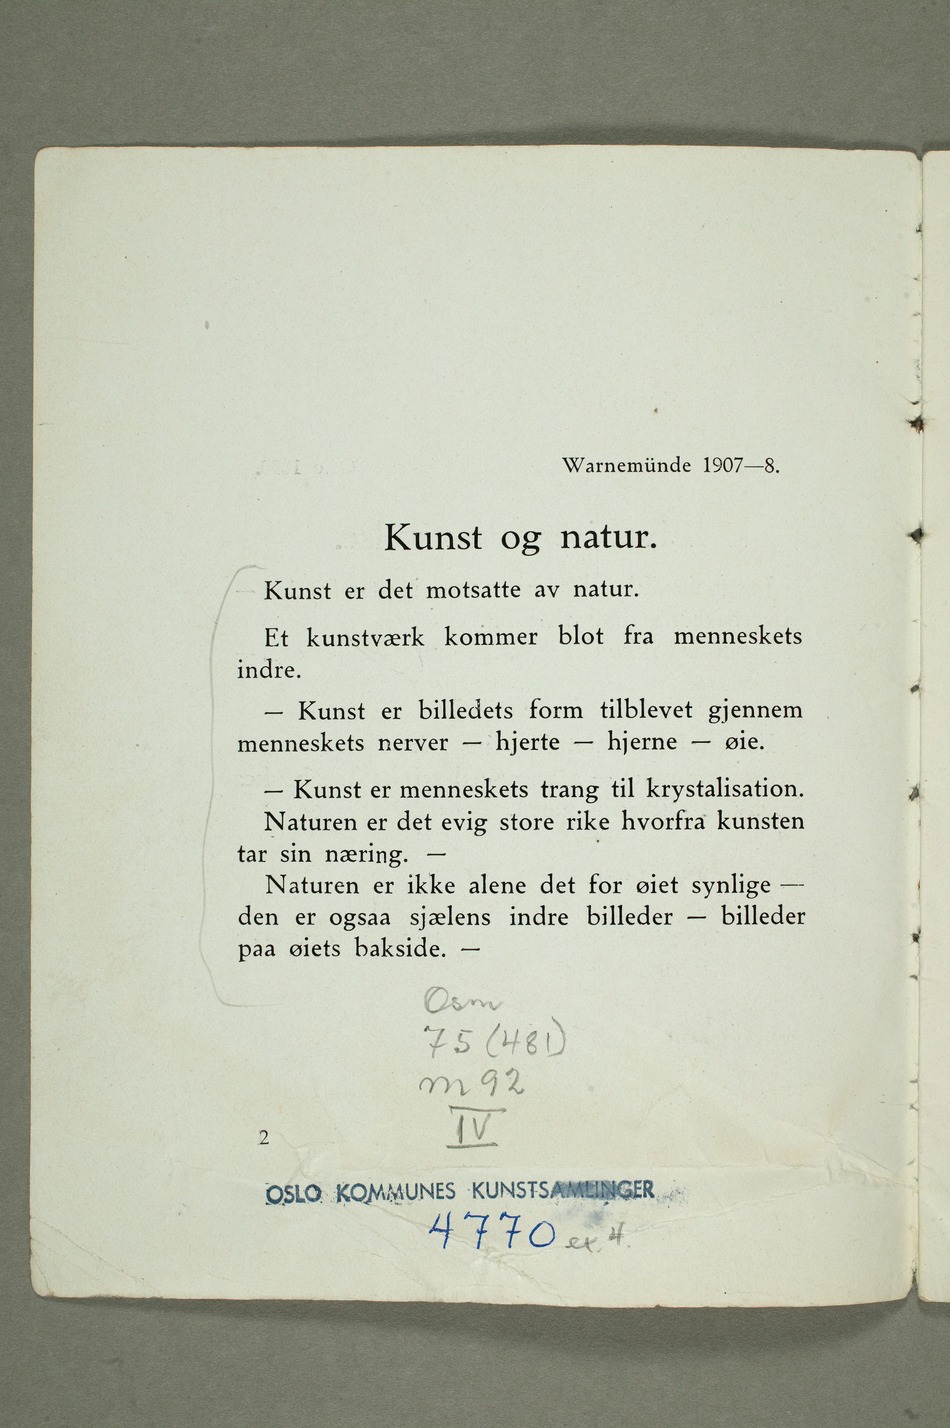 Warnemünde 1907—8.
Kunst og natur.
Kunst er det motsatte av natur.
Et kunstværk kommer blot fra menneskets
indre.
— Kunst er billedets form tilblevet gjennem
menneskets nerver — hjerte — hjerne — øie.
— Kunst er menneskets trang til krystalisation.
Naturen er det evig store rike hvorfra kunsten
tar sin næring. —
Naturen er ikke alene det for øiet synlige —
den er ogsaa sjælens indre billeder — billeder
paa øiets bakside. —
Osm
75 (481)
m 92
IV
2
OSLO KOMMUNES KUNSTSAMLINGER
4770 ex. 4.